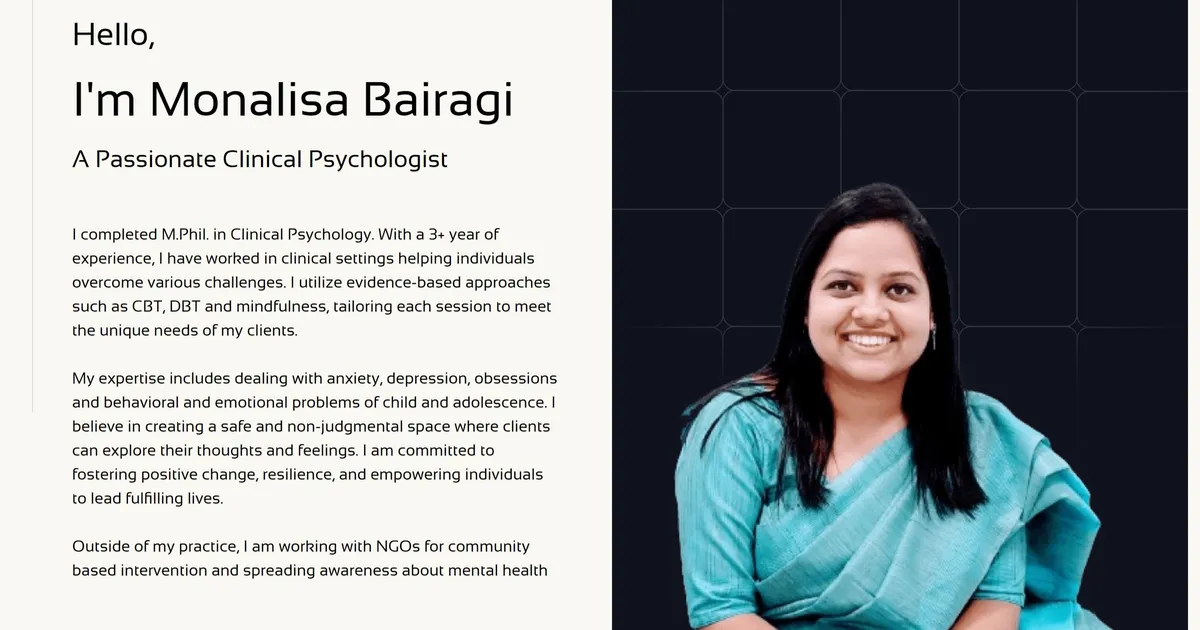 Hello,
I'm Monalisa Bairagi
A Passionate Clinical Psychologist
I completed M.Phil. in Clinical Psychology. With a 3+ year of
experience, I have worked in clinical settings helping individuals
overcome various challenges. I utilize evidence-based approaches
such as CBT, DBT and mindfulness, tailoring each session to meet
the unique needs of my clients.
My expertise includes dealing with anxiety, depression, obsessions
and behavioral and emotional problems of child and adolescence. I
believe in creating a safe and non-judgmental space where clients
can explore their thoughts and feelings. I am committed to
fostering positive change, resilience, and empowering individuals
to lead fulfilling lives.
Outside of my practice, I am working with NGOs for community
based intervention and spreading awareness about mental health